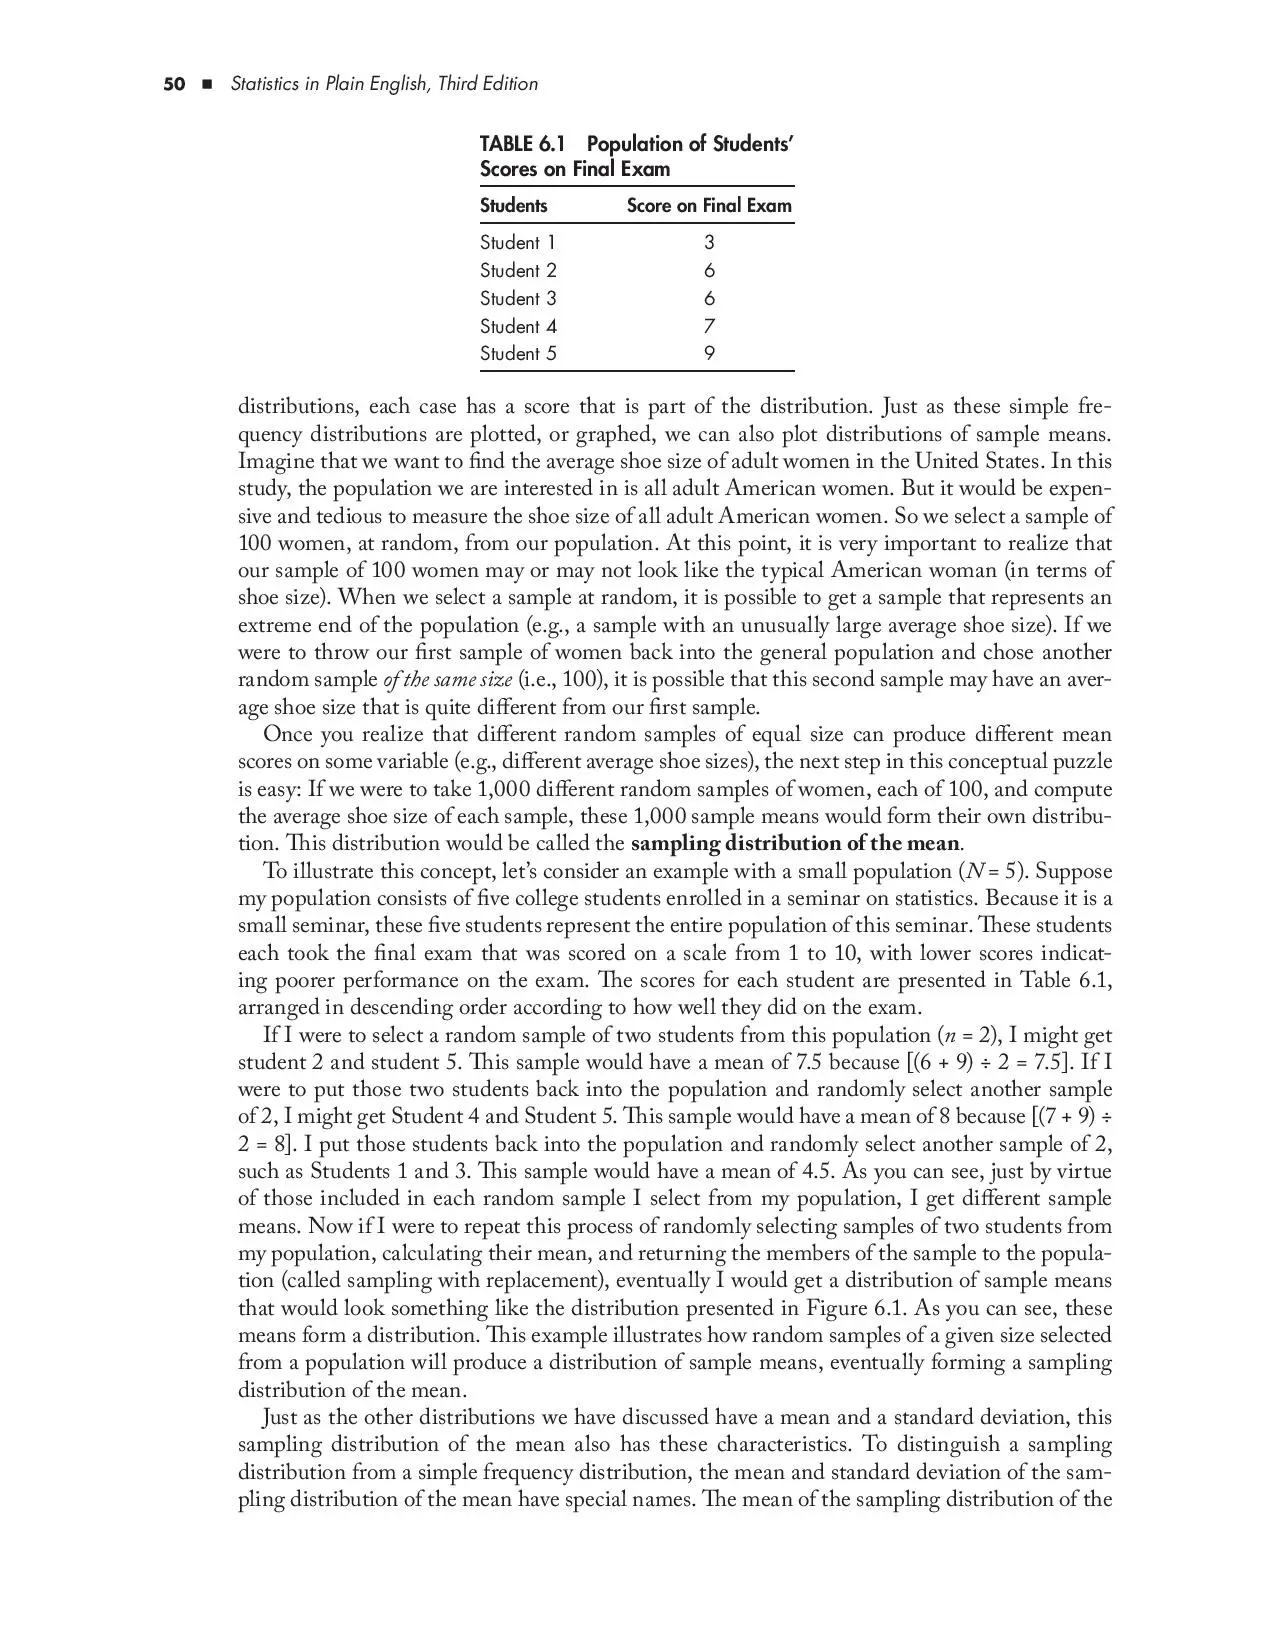 50 ■ Statistics in Plain English, Third Edition
TABLE 6.1 Population of Students’
Scores on Final Exam
Students Score on Final Exam
Student 1 3
Student 2 6
Student 3 6
Student 4 7
Student 5 9
distributions, each case has a score that is part of the distribution. Just as these simple fre-
quency distributions are plotted, or graphed, we can also plot distributions of sample means.
Imagine that we want to find the average shoe size of adult women in the United States. In this
study, the population we are interested in is all adult American women. But it would be expen-
sive and tedious to measure the shoe size of all adult American women. So we select a sample of
100 women, at random, from our population. At this point, it is very important to realize that
our sample of 100 women may or may not look like the typical American woman (in terms of
shoe size). When we select a sample at random, it is possible to get a sample that represents an
extreme end of the population (e.g., a sample with an unusually large average shoe size). If we
were to throw our first sample of women back into the general population and chose another
random sample of the same size (i.e., 100), it is possible that this second sample may have an aver-
age shoe size that is quite different from our first sample.
Once you realize that different random samples of equal size can produce different mean
scores on some variable (e.g., different average shoe sizes), the next step in this conceptual puzzle
is easy: If we were to take 1,000 different random samples of women, each of 100, and compute
the average shoe size of each sample, these 1,000 sample means would form their own distribu-
tion. This distribution would be called the sampling distribution of the mean.
To illustrate this concept, let’s consider an example with a small population (N = 5). Suppose
my population consists of five college students enrolled in a seminar on statistics. Because it is a
small seminar, these five students represent the entire population of this seminar. These students
each took the final exam that was scored on a scale from 1 to 10, with lower scores indicat-
ing poorer performance on the exam. The scores for each student are presented in Table 6.1,
arranged in descending order according to how well they did on the exam.
If I were to select a random sample of two students from this population (n = 2), I might get
student 2 and student 5. This sample would have a mean of 7.5 because [(6 + 9) ÷ 2 = 7.5]. If I
were to put those two students back into the population and randomly select another sample
of 2, I might get Student 4 and Student 5. This sample would have a mean of 8 because [(7 + 9) ÷
2 = 8]. I put those students back into the population and randomly select another sample of 2,
such as Students 1 and 3. This sample would have a mean of 4.5. As you can see, just by virtue
of those included in each random sample I select from my population, I get different sample
means. Now if I were to repeat this process of randomly selecting samples of two students from
my population, calculating their mean, and returning the members of the sample to the popula-
tion (called sampling with replacement), eventually I would get a distribution of sample means
that would look something like the distribution presented in Figure 6.1. As you can see, these
means form a distribution. This example illustrates how random samples of a given size selected
from a population will produce a distribution of sample means, eventually forming a sampling
distribution of the mean.
Just as the other distributions we have discussed have a mean and a standard deviation, this
sampling distribution of the mean also has these characteristics. To distinguish a sampling
distribution from a simple frequency distribution, the mean and standard deviation of the sam-
pling distribution of the mean have special names. The mean of the sampling distribution of the